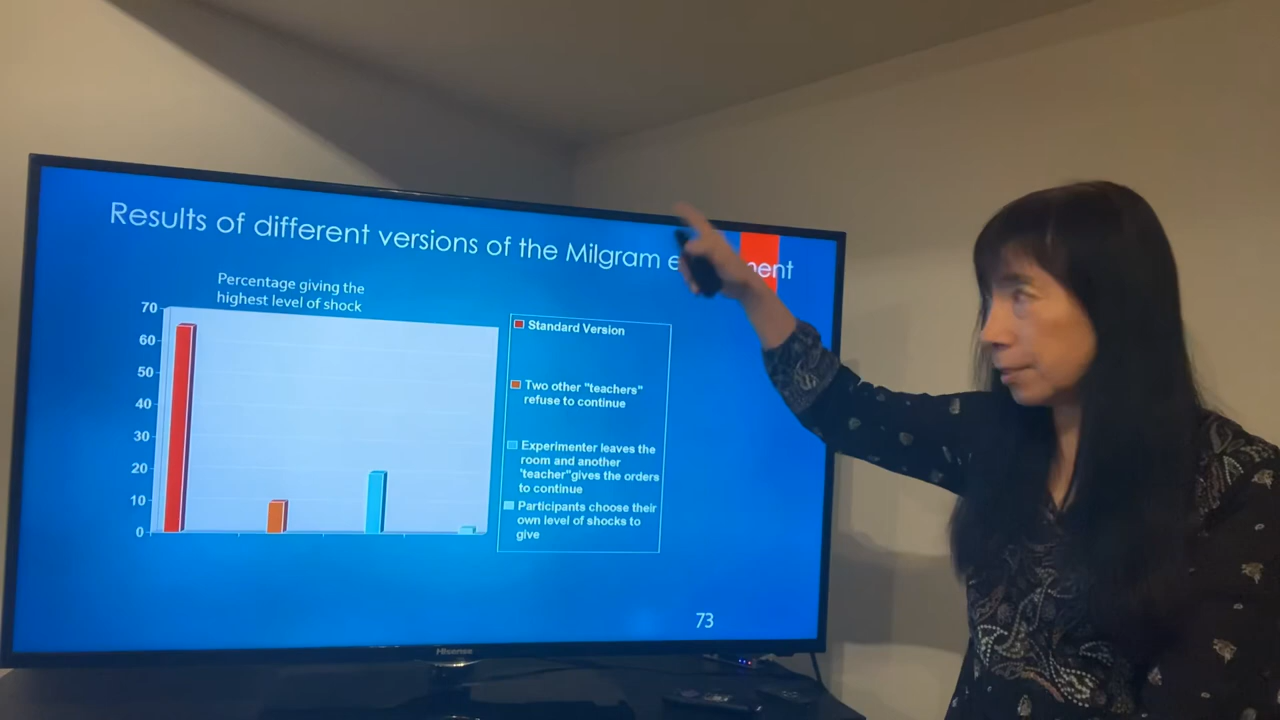 Results of different versions of the Milgram
Percentage giving the
highest level of shock
70
60
50
40
30
20
10
0
Standard Version
Two other "teachers"
refuse to continue
Experimenter leaves the
room and another
'teacher"gives the orders
to continue
Participants choose their
own level of shocks to
give
73
Hisense